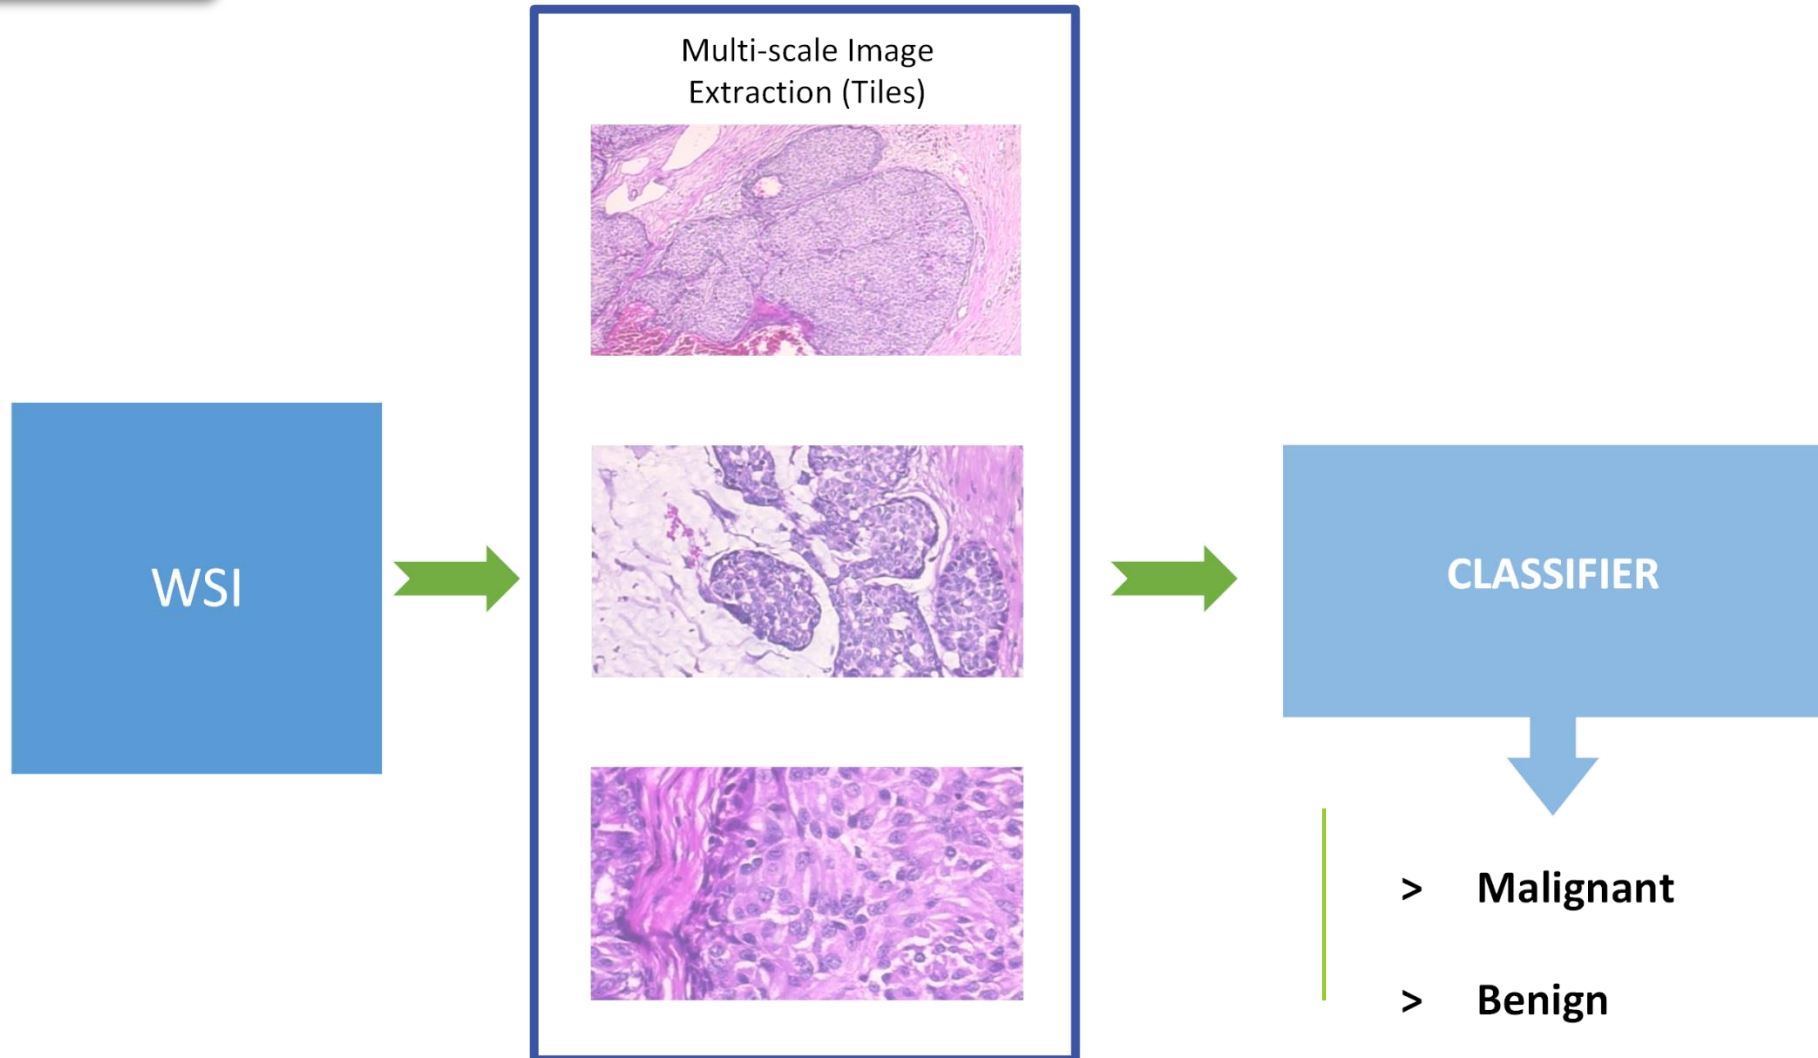 Multi-scale Image
Extraction (Tiles)
WSI
CLASSIFIER
> Malignant
> Benign